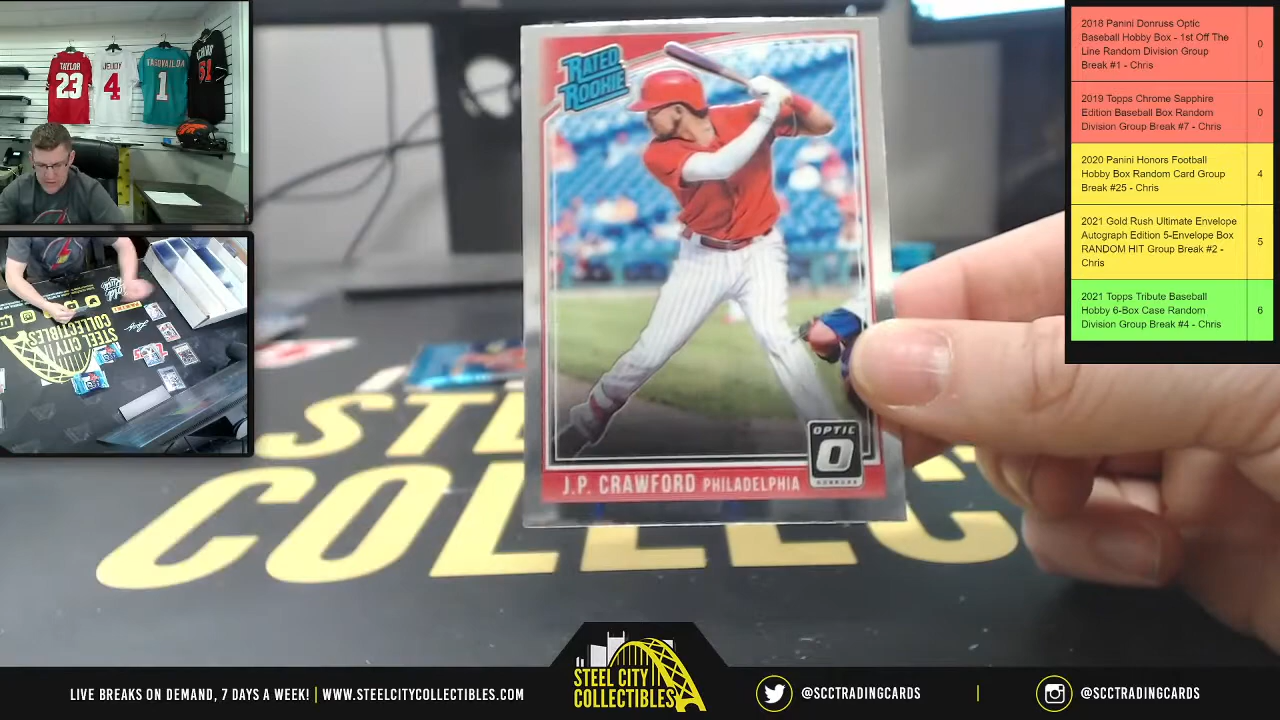 TAYLOR
23
JEUDY
4
TAGOVAILOA
1
2018 Panini Donruss Optic
Baseball Hobby Box - 1st Off The
Line Random Division Group
Break #1 - Chris
0
2019 Topps Chrome Sapphire
Edition Baseball Box Random
Division Group Break #7 - Chris
0
2020 Panini Honors Football
Hobby Box Random Card Group
Break #25 - Chris
4
2021 Gold Rush Ultimate Envelope
Autograph Edition 5-Envelope Box
RANDOM HIT Group Break #2 -
Chris
5
2021 Topps Tribute Baseball
Hobby 6-Box Case Random
Division Group Break #4 - Chris
6
RATED
ROOKIE
OPTIC
O
DONRUSS
J.P. CRAWFORD PHILADELPHIA
STEEL CITY
COLLECTIBLES
LIVE BREAKS ON DEMAND, 7 DAYS A WEEK! | WWW.STEELCITYCOLLECTIBLES.COM
STEEL CITY
COLLECTIBLES
@SCCTRADINGCARDS | @SCCTRADINGCARDS